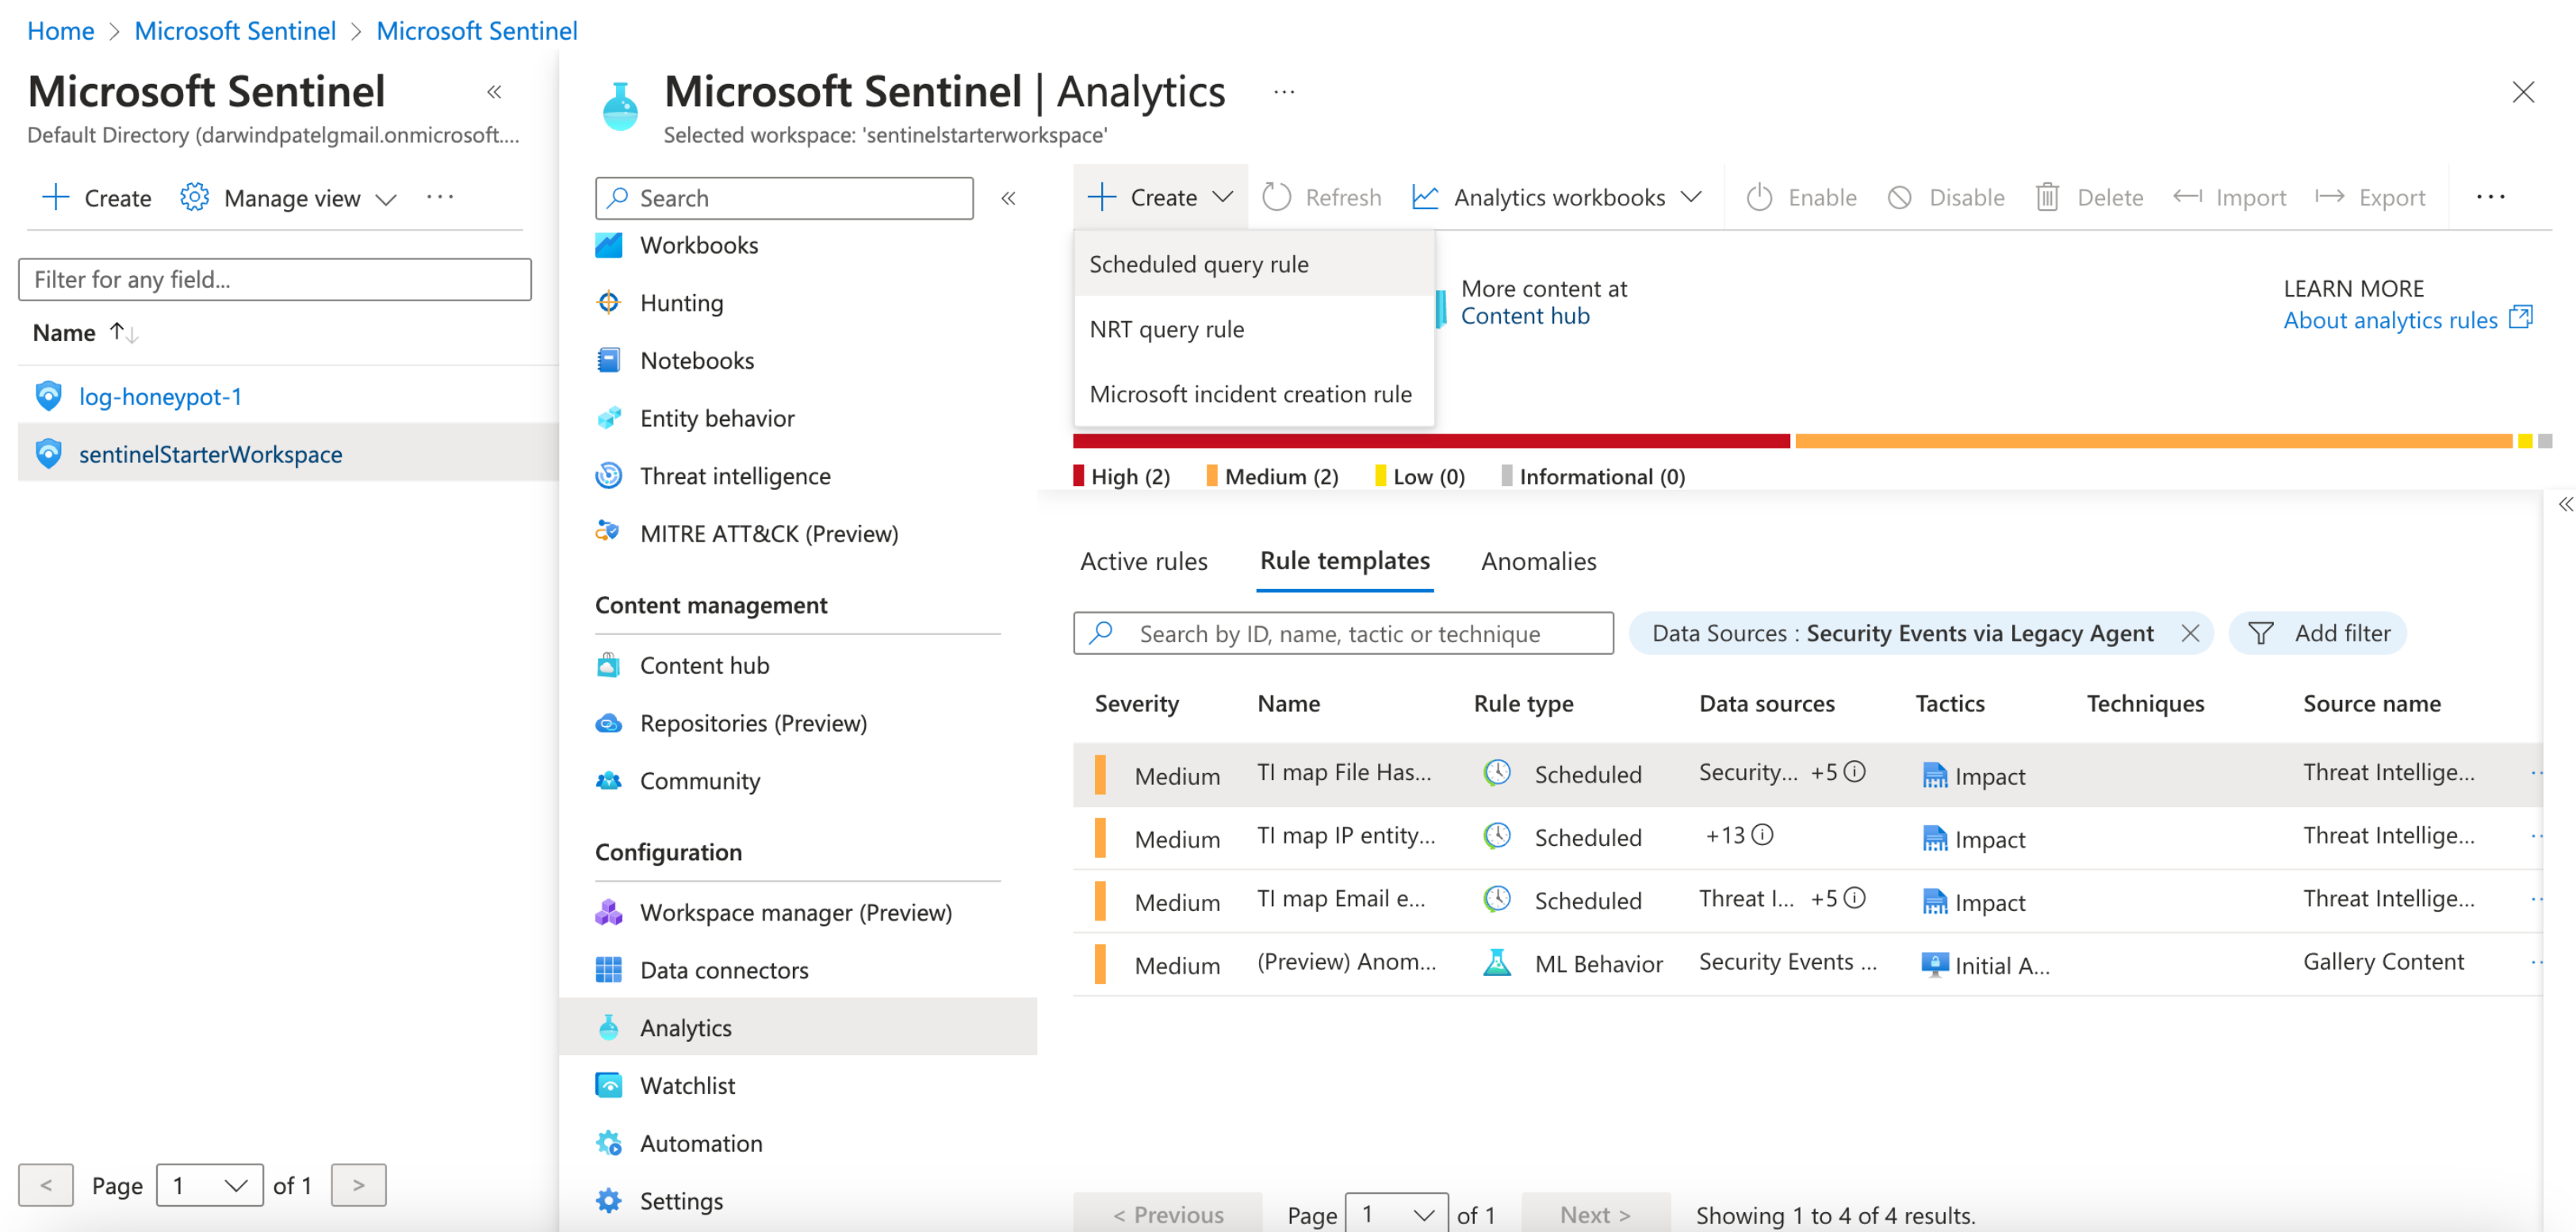 Home > Microsoft Sentinel > Microsoft Sentinel
Microsoft Sentinel
Default Directory (darwindpatelgmail.onmicrosoft....
Create
Manage view
Filter for any field...
Name
log-honeypot-1
sentinelStarterWorkspace
< Page 1 of 1 >
Microsoft Sentinel | Analytics
Selected workspace: 'sentinelstarterworkspace'
Search
Workbooks
Hunting
Notebooks
Entity behavior
Threat intelligence
MITRE ATT&CK (Preview)
Content management
Content hub
Repositories (Preview)
Community
Configuration
Workspace manager (Preview)
Data connectors
Analytics
Watchlist
Automation
Settings
Create Refresh Analytics workbooks Enable Disable Delete Import Export
Scheduled query rule
NRT query rule
Microsoft incident creation rule
More content at
Content hub
LEARN MORE
About analytics rules
High (2) Medium (2) Low (0) Informational (0)
Active rules Rule templates Anomalies
Search by ID, name, tactic or technique Data Sources : Security Events via Legacy Agent Add filter
Severity Name Rule type Data sources Tactics Techniques Source name
Medium TI map File Has... Scheduled Security... +5 Impact Threat Intellige...
Medium TI map IP entity... Scheduled +13 Impact Threat Intellige...
Medium TI map Email e... Scheduled Threat I... +5 Impact Threat Intellige...
Medium (Preview) Anom... ML Behavior Security Events ... Initial A... Gallery Content
< Previous Page 1 of 1 Next > Showing 1 to 4 of 4 results.